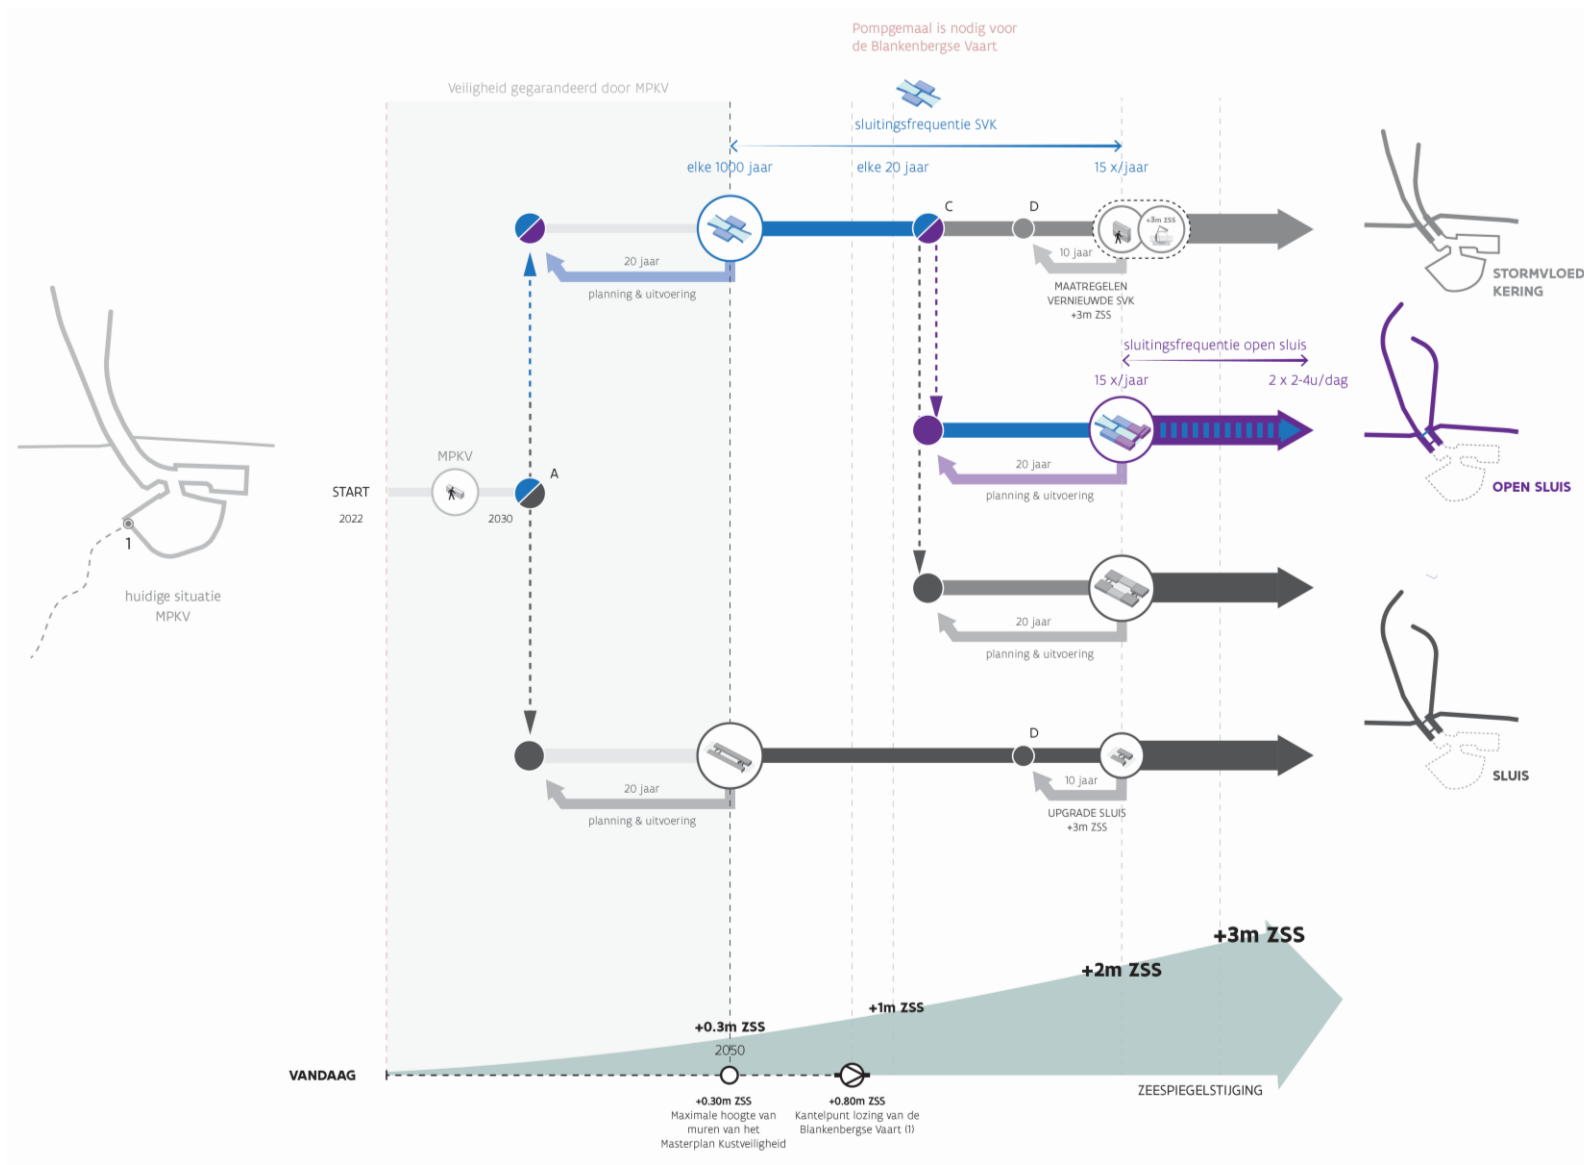 Pompgemaal is nodig voor
de Blankenbergse Vaart
Veiligheid gegarandeerd door MPKV
sluitingsfrequentie SVK
elke 1000 jaar
elke 20 jaar
15 x/jaar
C
D
+3m ZSS
20 jaar
planning & uitvoering
10 jaar
MAATREGELEN
VERNIEUWDE SVK
+3m ZSS
STORMVLOED
KERING
sluitingsfrequentie open sluis
15 x/jaar
2 x 2-4u/dag
20 jaar
planning & uitvoering
OPEN SLUIS
MPKV
A
START
2022
2030
1
huidige situatie
MPKV
20 jaar
planning & uitvoering
D
20 jaar
planning & uitvoering
10 jaar
UPGRADE SLUIS
+3m ZSS
SLUIS
+3m ZSS
+2m ZSS
+1m ZSS
+0.3m ZSS
2050
VANDAAG
ZEESPIEGELSTIJGING
+0.30m ZSS
Maximale hoogte van
muren van het
Masterplan Kustveiligheid
+0.80m ZSS
Kantelpunt lozing van de
Blankenbergse Vaart (1)